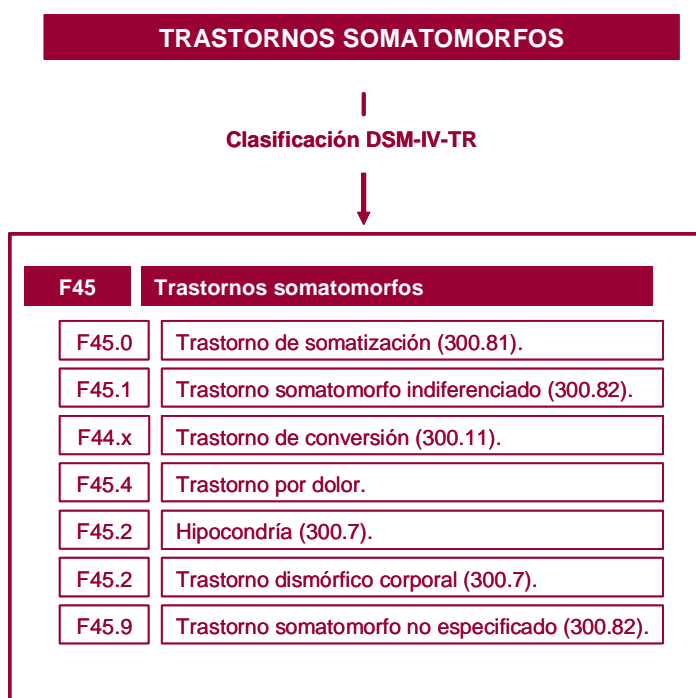 TRASTORNOS SOMATOMORFOS
Clasificación DSM-IV-TR
F45 Trastornos somatomorfos
F45.0 Trastorno de somatización (300.81).
F45.1 Trastorno somatomorfo indiferenciado (300.82).
F44.x Trastorno de conversión (300.11).
F45.4 Trastorno por dolor.
F45.2 Hipocondría (300.7).
F45.2 Trastorno dismórfico corporal (300.7).
F45.9 Trastorno somatomorfo no especificado (300.82).